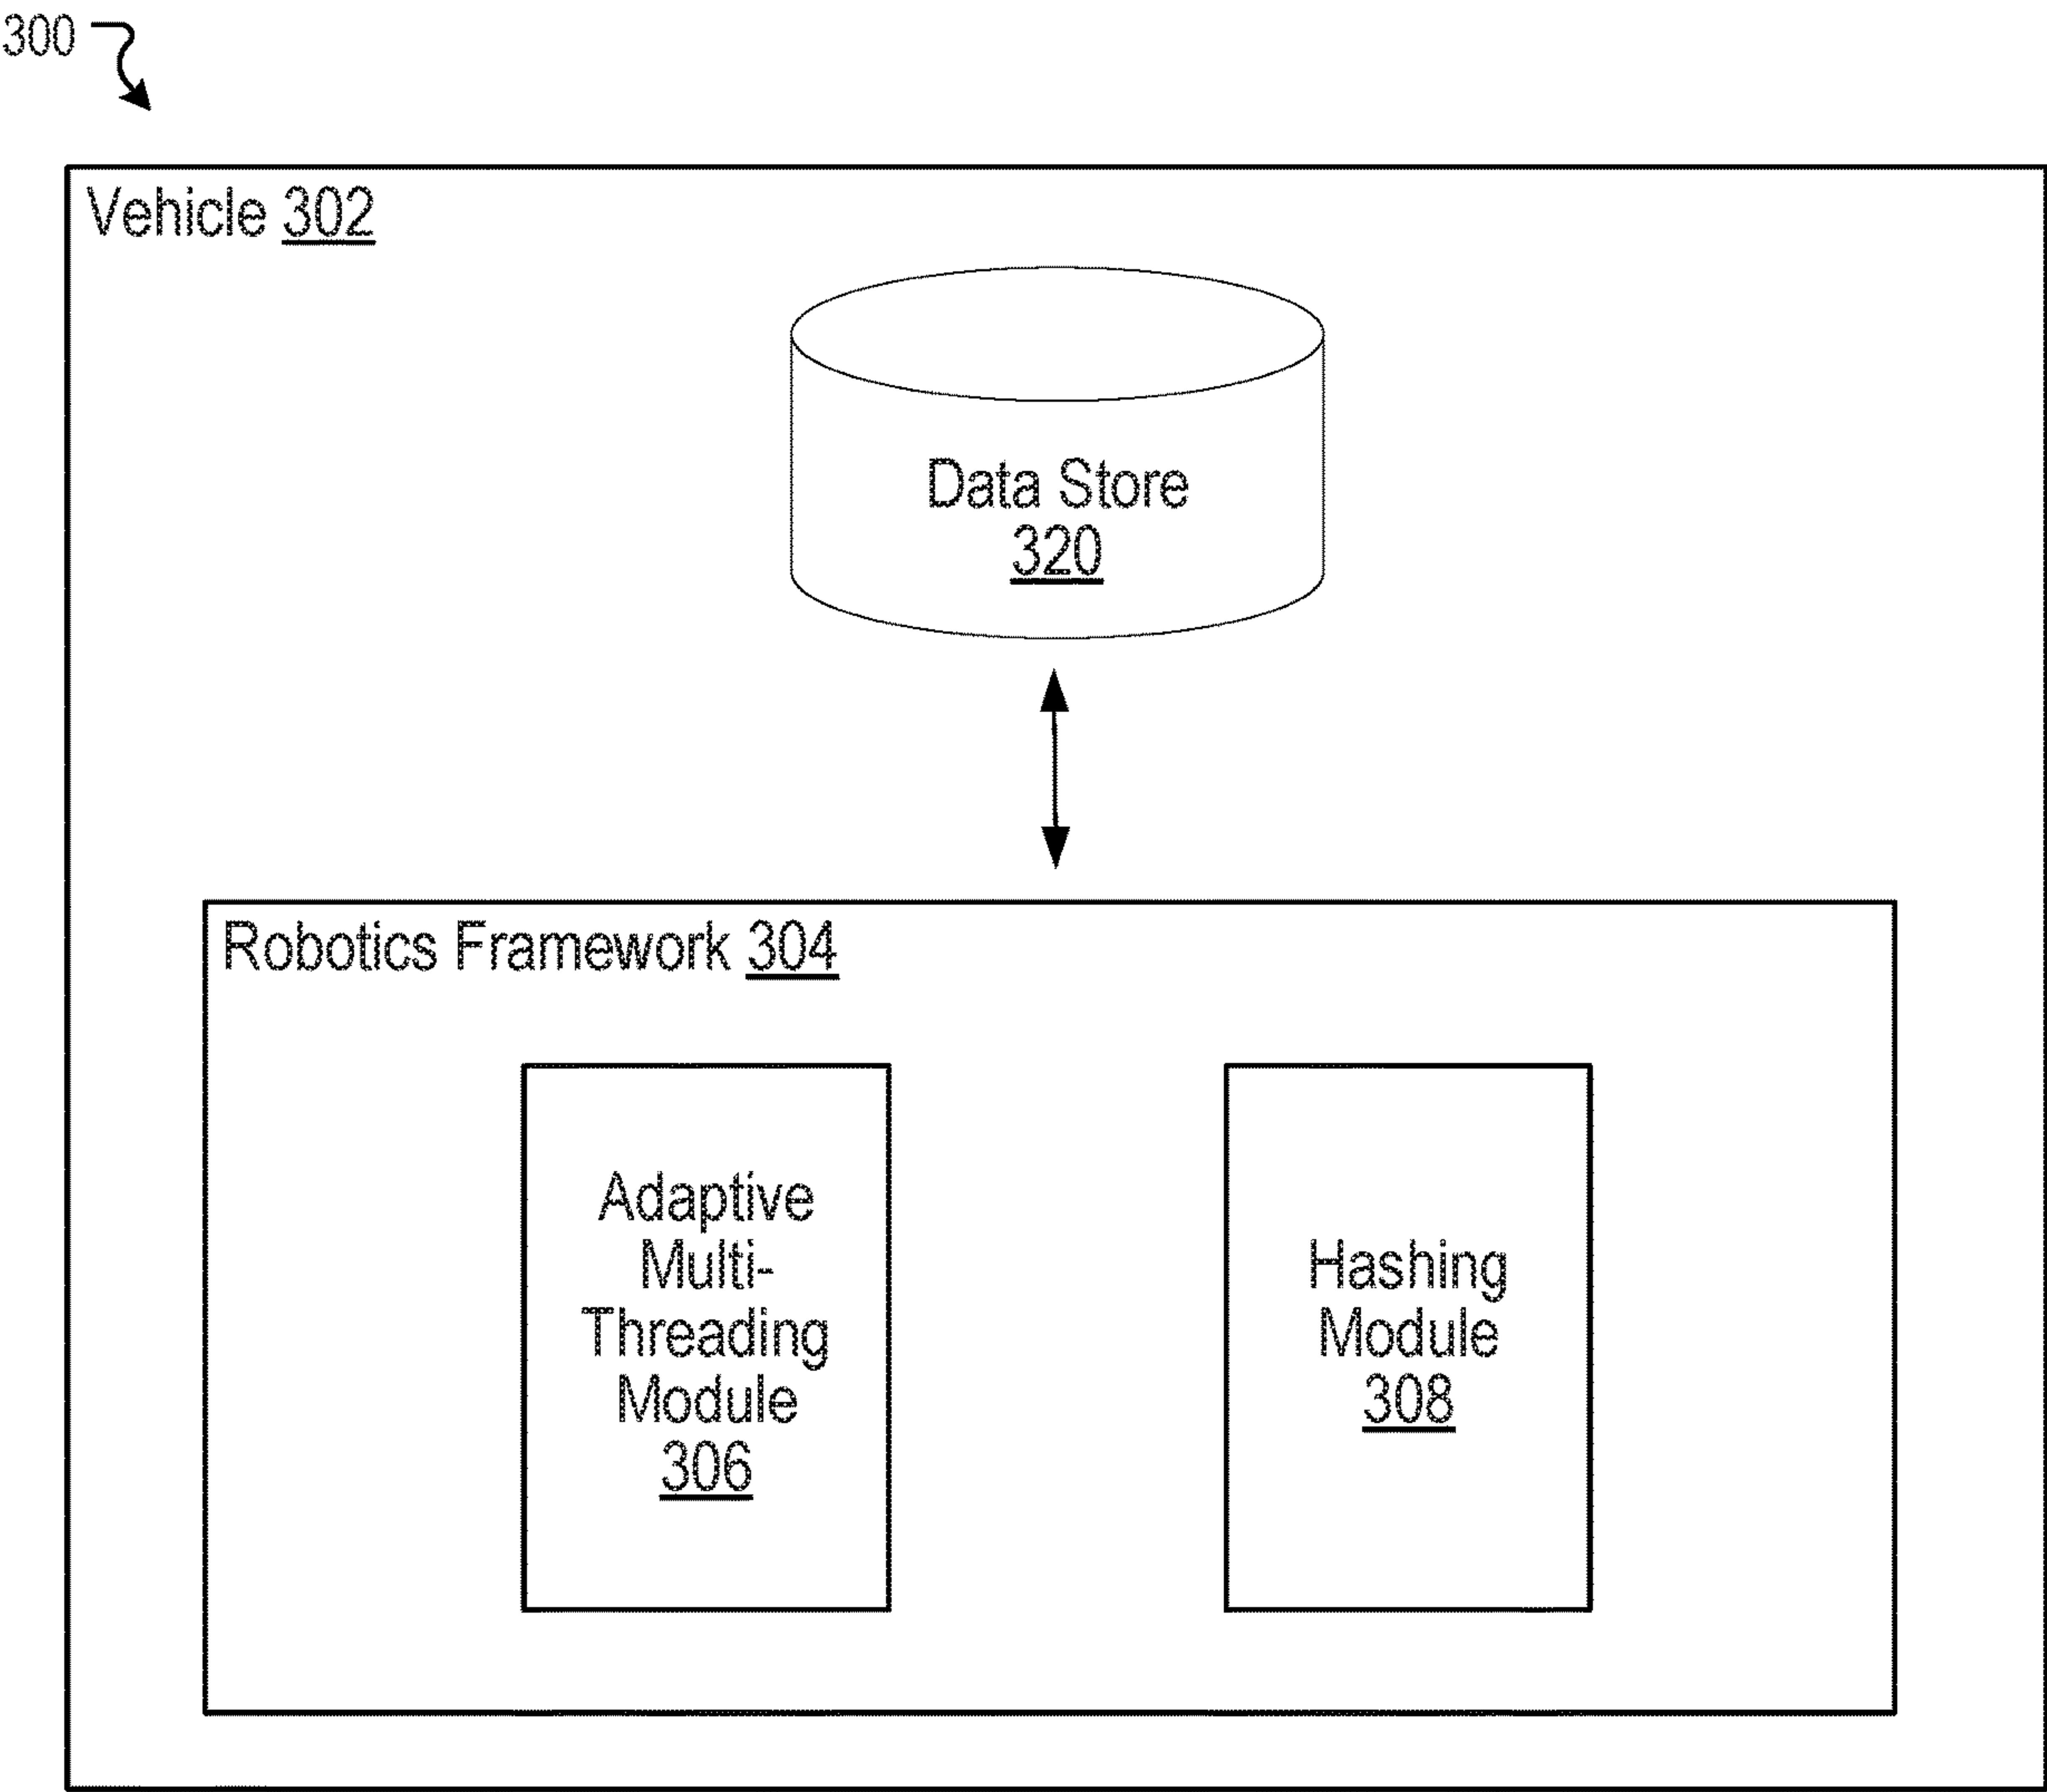 300
Vehicle 302
Data Store
320
Robotics Framework 304
Adaptive
Multi-
Threading
Module
306
Hashing
Module
308